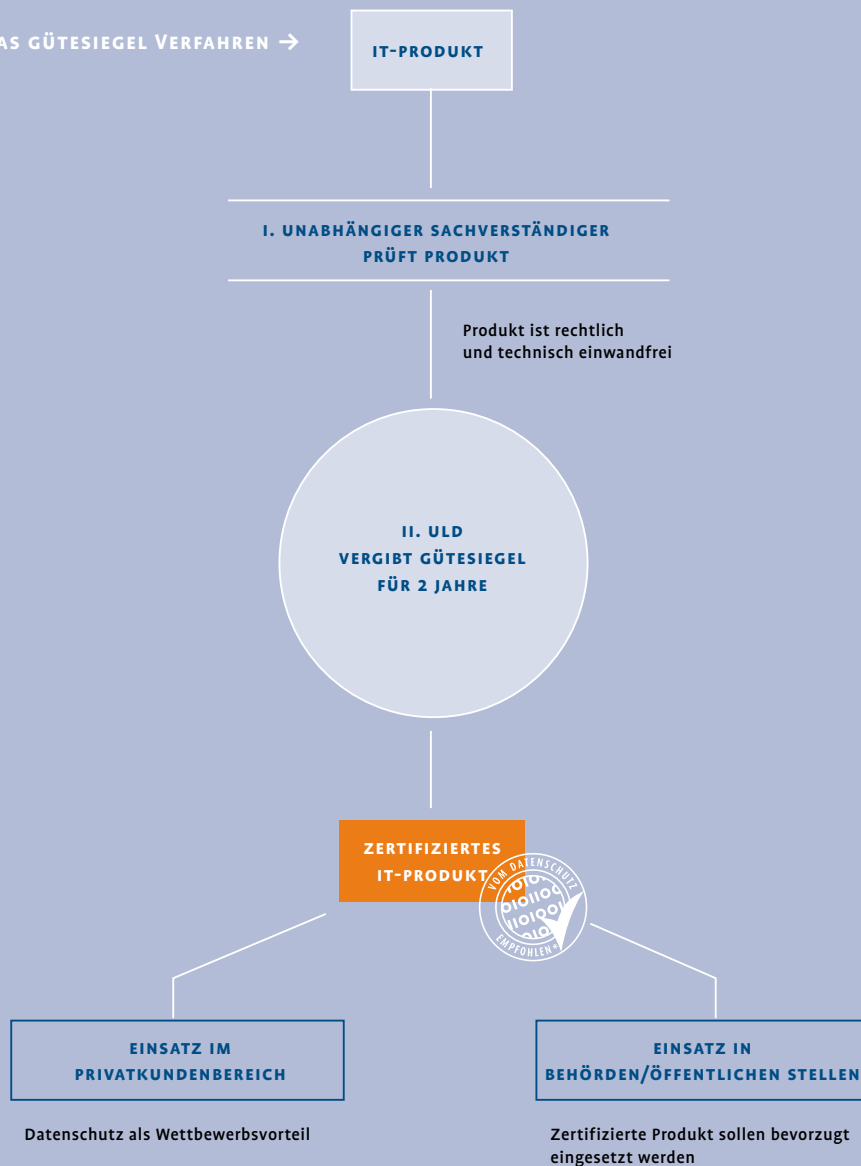 AS GÜTESIEGEL VERFAHREN →
IT-PRODUKT
I. UNABHÄNGIGER SACHVERSTÄNDIGER
PRÜFT PRODUKT
Produkt ist rechtlich
und technisch einwandfrei
II. ULD
VERGIBT GÜTESIEGEL
FÜR 2 JAHRE
ZERTIFIZIERTES
IT-PRODUKT
VOM DATENSCHUTZ
EMPFOHLEN*
EINSATZ IM
PRIVATKUNDENBEREICH
Datenschutz als Wettbewerbsvorteil
EINSATZ IN
BEHÖRDEN/ÖFFENTLICHEN STELLEN
Zertifizierte Produkt sollen bevorzugt
eingesetzt werden